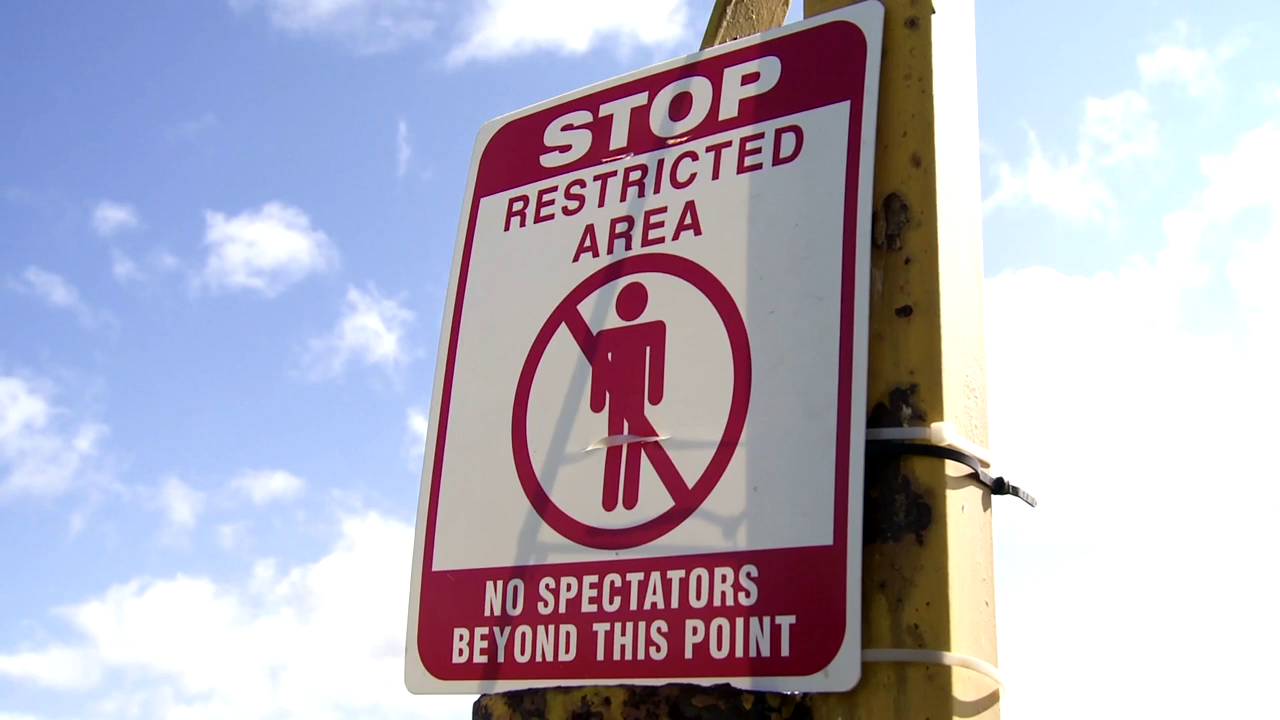 STOP
RESTRICTED
AREA
NO SPECTATORS
BEYOND THIS POINT